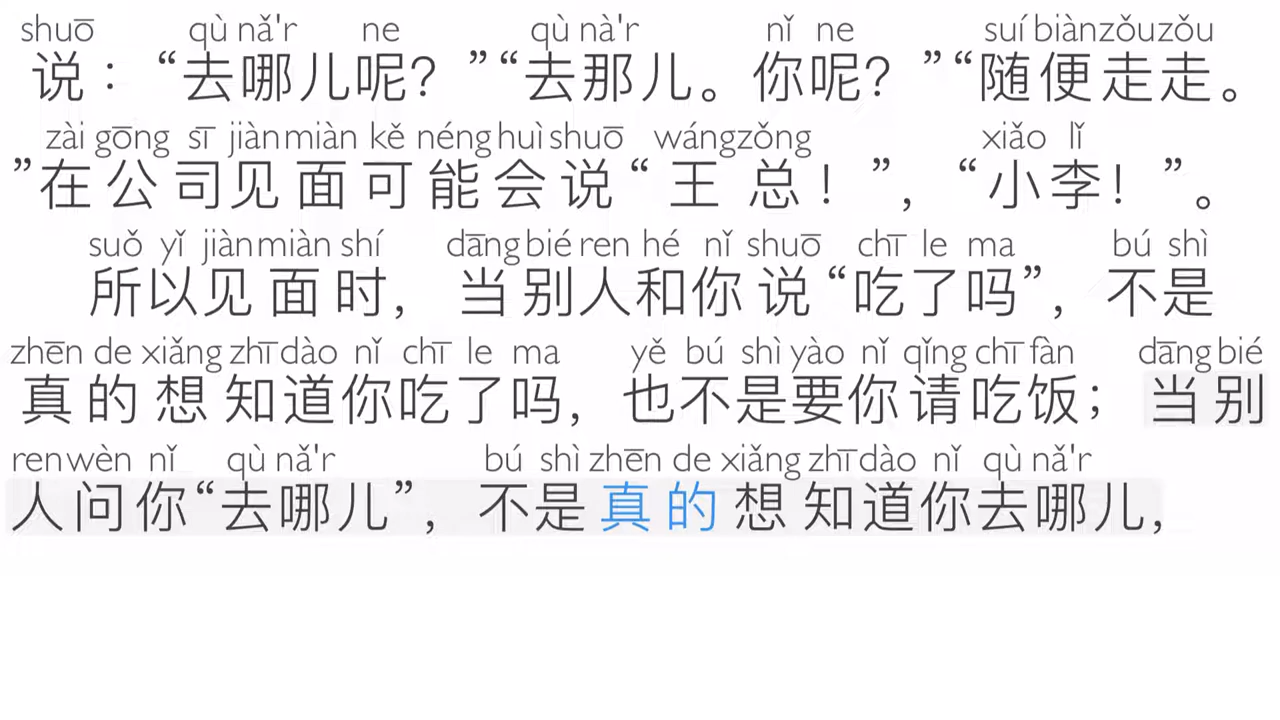 shuō qù nǎ'r ne qù nà'r nǐ ne suí biàn zǒu zǒu
说：“去哪儿呢？”“去那儿。你呢？”“随便走走。
zài gōng sī jiàn miàn kě néng huì shuō wáng zǒng xiǎo lǐ
”在公司见面可能会说“王总！”，“小李！”。
suǒ yǐ jiàn miàn shí dāng bié ren hé nǐ shuō chī le ma bú shì
所以见面时，当别人和你说“吃了吗”，不是
zhēn de xiǎng zhī dào nǐ chī le ma yě bú shì yào nǐ qǐng chī fàn dāng bié
真的想知道你吃了吗，也不是要你请吃饭；当别
ren wèn nǐ qù nǎ'r bú shì zhēn de xiǎng zhī dào nǐ qù nǎ'r
人问你“去哪儿”，不是真的想知道你去哪儿，